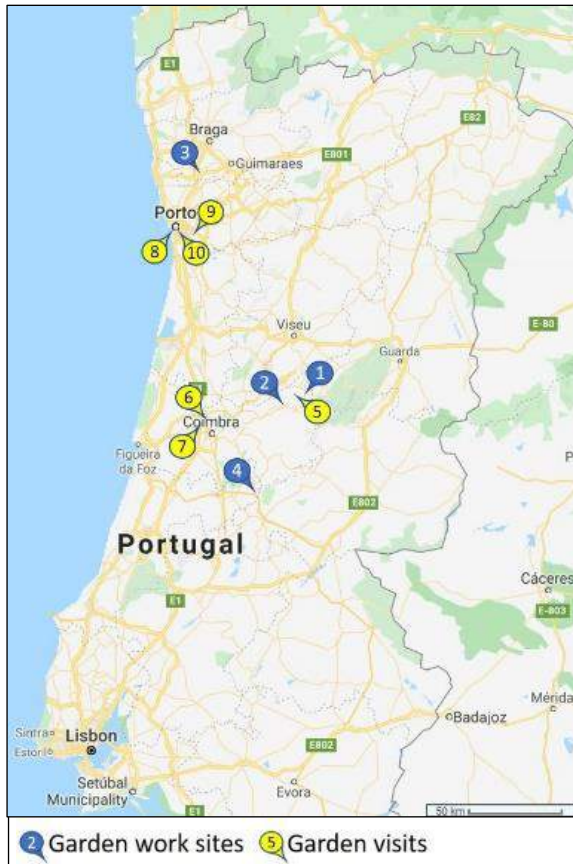 E1
Braga
E82
3
Guimaraes
E801
Porto
9
8
10
Viseu
E-80
Guarda
1
2
5
6
Coimbra
7
Figueira
da Foz
4
E802
Portugal
Cáceres
E1
E-803
Mérida
Sintra
Lisbon
Estoril
Badajoz
E802
Setúbal
Municipality
Evora
E1
50 km
2 Garden work sites 5 Garden visits